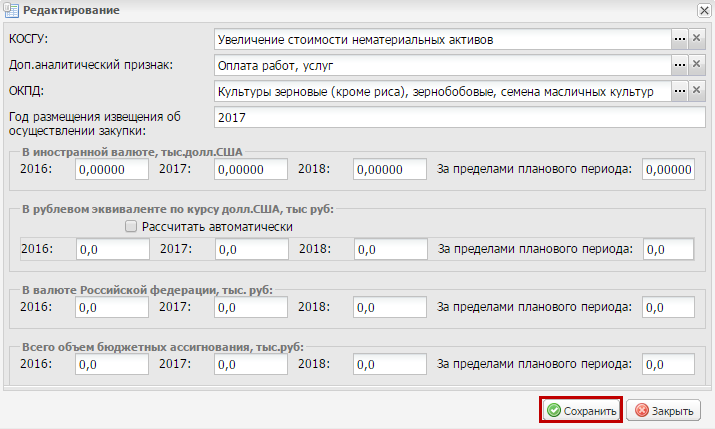 Редактирование
КОСГУ: Увеличение стоимости нематериальных активов
Доп.аналитический признак: Оплата работ, услуг
ОКПД: Культуры зерновые (кроме риса), зернобобовые, семена масличных культур
Год размещения извещения об
осуществлении закупки: 2017
В иностранной валюте, тыс.долл.США
2016: 0,00000 2017: 0,00000 2018: 0,00000 За пределами планового периода: 0,00000
В рублевом эквиваленте по курсу долл.США, тыс руб:
Рассчитать автоматически
2016: 0,0 2017: 0,0 2018: 0,0 За пределами планового периода: 0,0
В валюте Российской федерации, тыс. руб:
2016: 0,0 2017: 0,0 2018: 0,0 За пределами планового периода: 0,0
Всего объем бюджетных ассигнования, тыс.руб:
2016: 0,0 2017: 0,0 2018: 0,0 За пределами планового периода: 0,0
Сохранить Закрыть